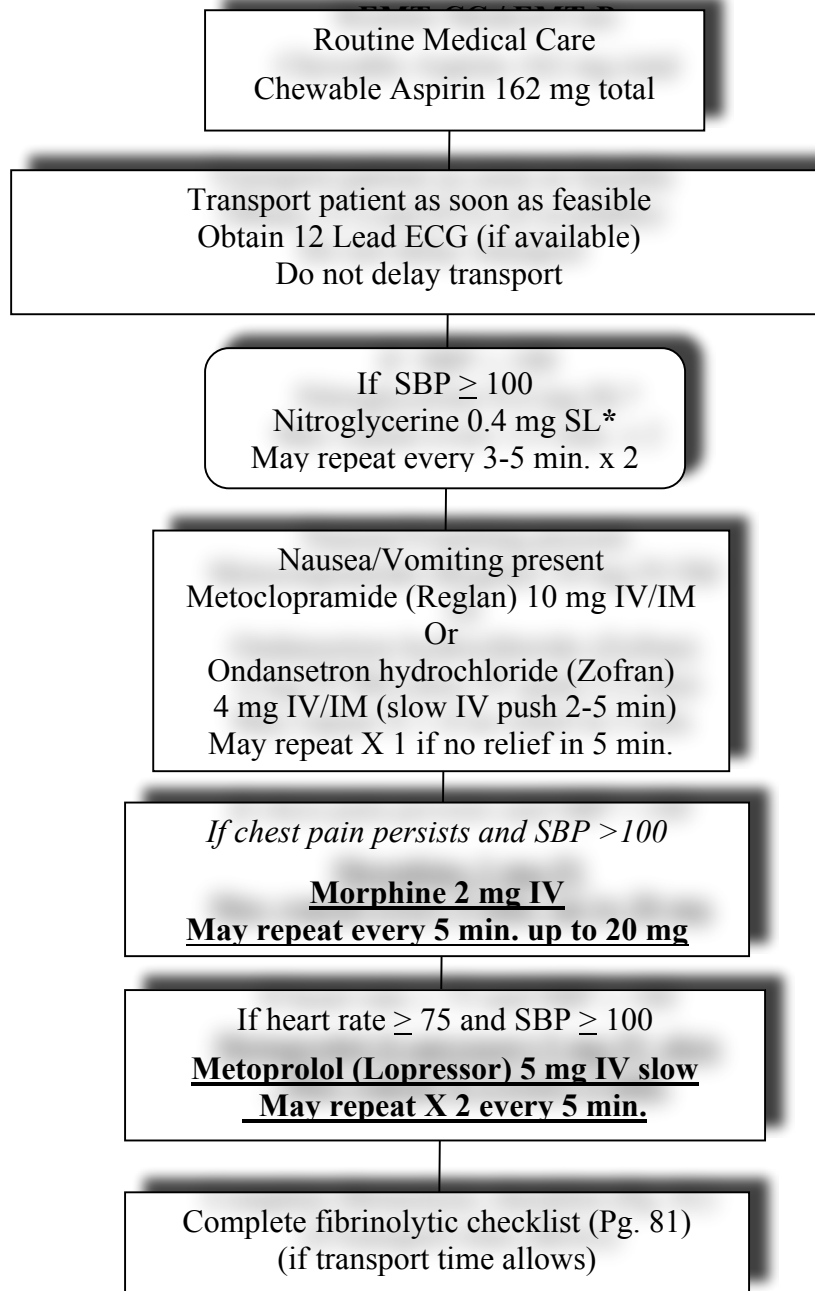 EMT-CC / EMT-P
Routine Medical Care
Chewable Aspirin 162 mg total
Transport patient as soon as feasible
Obtain 12 Lead ECG (if available)
Do not delay transport
If SBP ≥ 100
Nitroglycerine 0.4 mg SL*
May repeat every 3-5 min. x 2
Nausea/Vomiting present
Metoclopramide (Reglan) 10 mg IV/IM
Or
Ondansetron hydrochloride (Zofran)
4 mg IV/IM (slow IV push 2-5 min)
May repeat X 1 if no relief in 5 min.
If chest pain persists and SBP >100
Morphine 2 mg IV
May repeat every 5 min. up to 20 mg
If heart rate ≥ 75 and SBP ≥ 100
Metoprolol (Lopressor) 5 mg IV slow
May repeat X 2 every 5 min.
Complete fibrinolytic checklist (Pg. 81)
(if transport time allows)